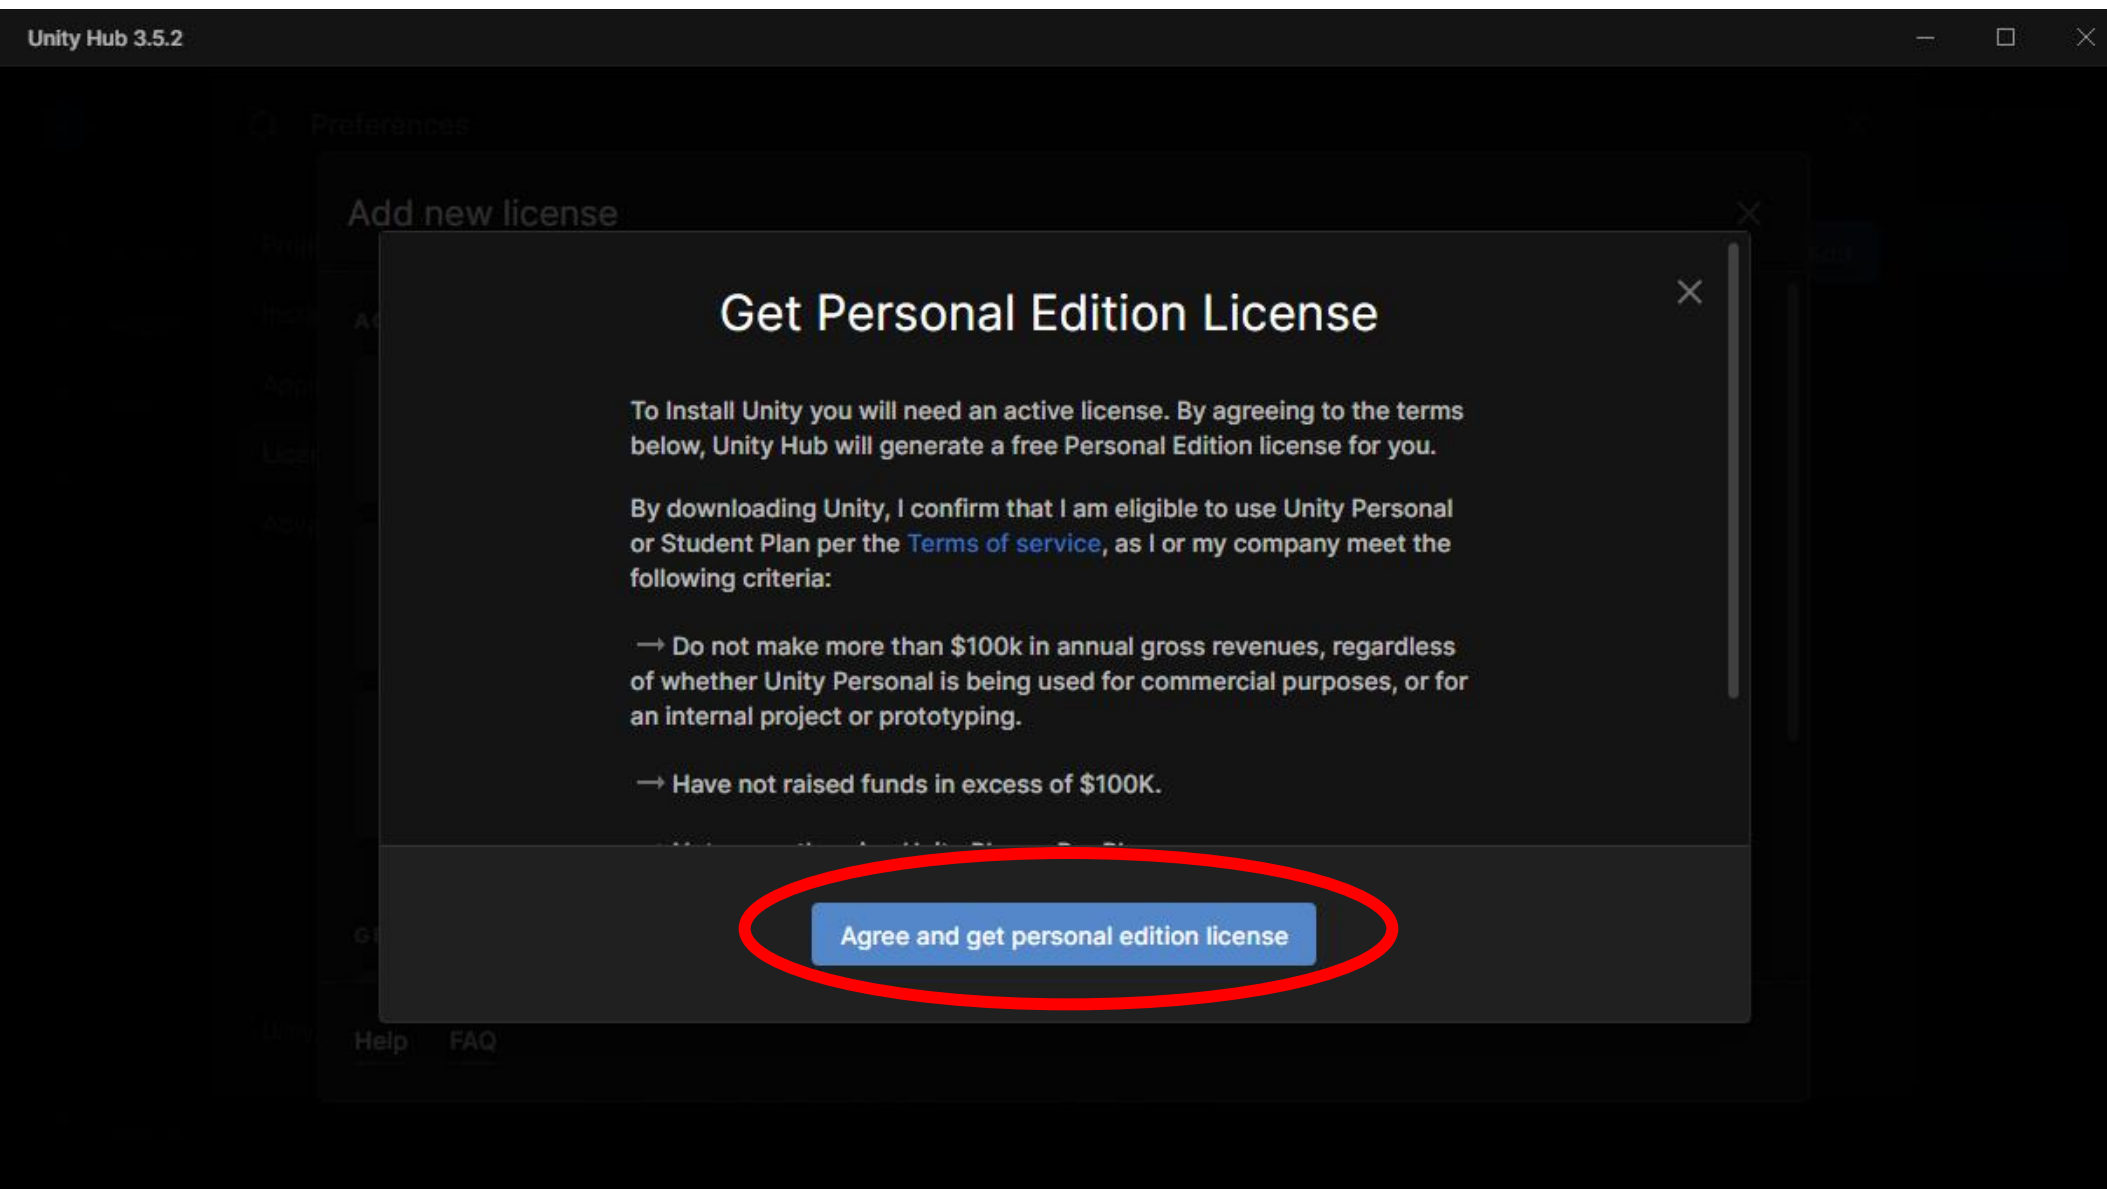 Unity Hub 3.5.2
Preferences
Add new license
Get Personal Edition License
To Install Unity you will need an active license. By agreeing to the terms
below, Unity Hub will generate a free Personal Edition license for you.
By downloading Unity, I confirm that I am eligible to use Unity Personal
or Student Plan per the Terms of service, as I or my company meet the
following criteria:
→ Do not make more than $100k in annual gross revenues, regardless
of whether Unity Personal is being used for commercial purposes, or for
an internal project or prototyping.
→ Have not raised funds in excess of $100K.
Agree and get personal edition license
Help FAQ